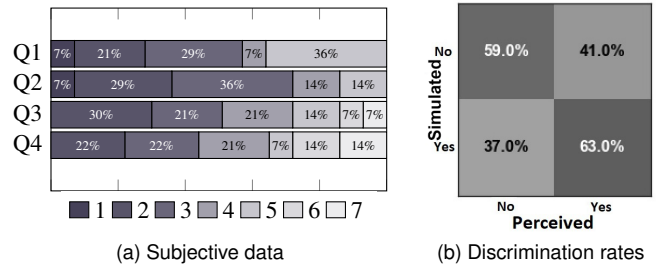 Q1 7% 21% 29% 7% 36%
Q2 7% 29% 36% 14% 14%
Q3 30% 21% 21% 14% 7% 7%
Q4 22% 22% 21% 7% 14% 14%
1 2 3 4 5 6 7
(a) Subjective data
Simulated
No 59.0% 41.0%
Yes 37.0% 63.0%
No Yes
Perceived
(b) Discrimination rates